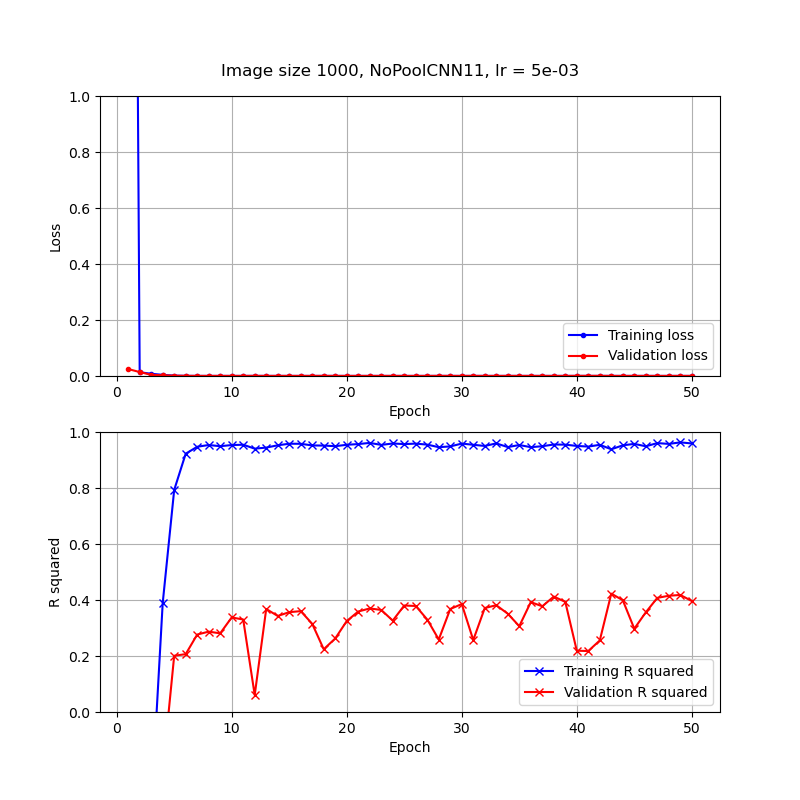 Image size 1000, NoPoolCNN11, lr = 5e-03
1.0
0.8
0.6
0.4
0.2
0.0
Loss
0 10 20 30 40 50
Epoch
Training loss
Validation loss
1.0
0.8
0.6
0.4
0.2
0.0
R squared
0 10 20 30 40 50
Epoch
Training R squared
Validation R squared